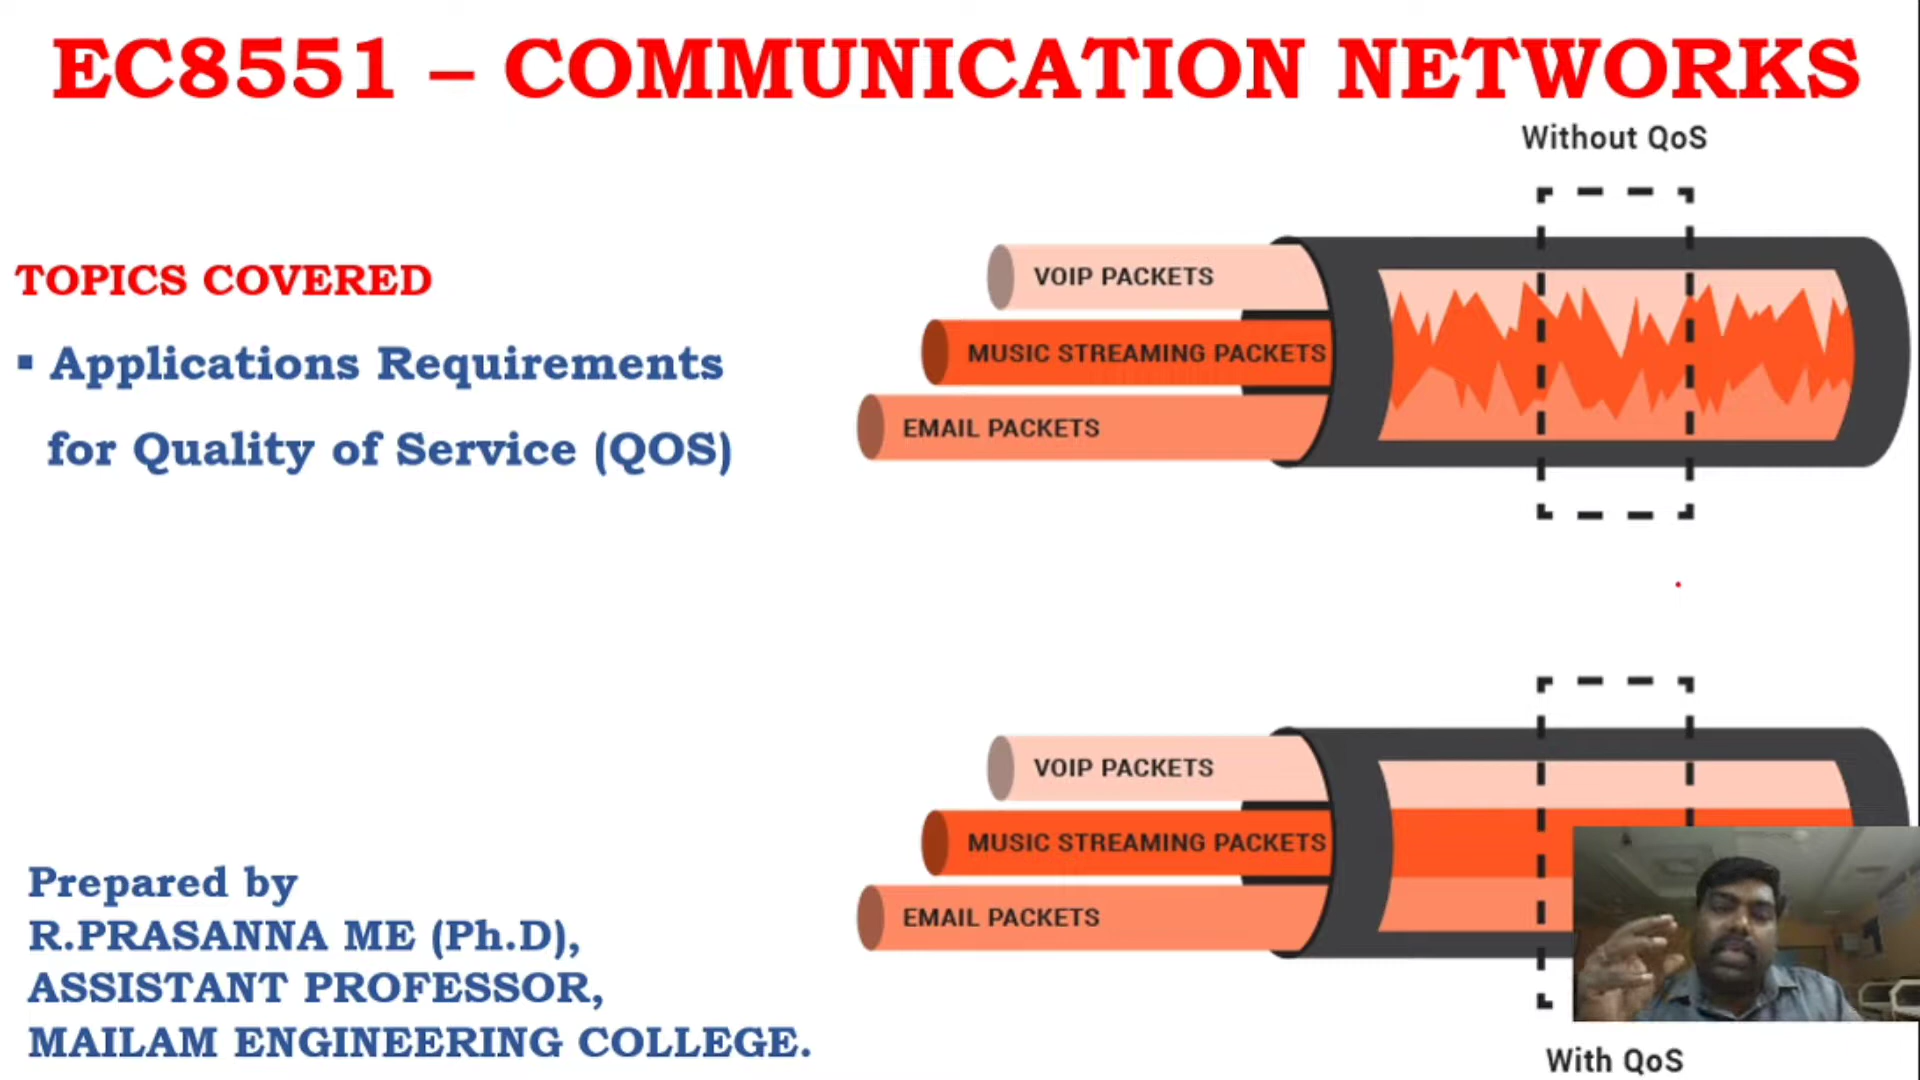 EC8551 – COMMUNICATION NETWORKS
Without QoS
TOPICS COVERED
▪ Applications Requirements
for Quality of Service (QOS)
VOIP PACKETS
MUSIC STREAMING PACKETS
EMAIL PACKETS
VOIP PACKETS
MUSIC STREAMING PACKETS
EMAIL PACKETS
With QoS
Prepared by
R.PRASANNA ME (Ph.D),
ASSISTANT PROFESSOR,
MAILAM ENGINEERING COLLEGE.